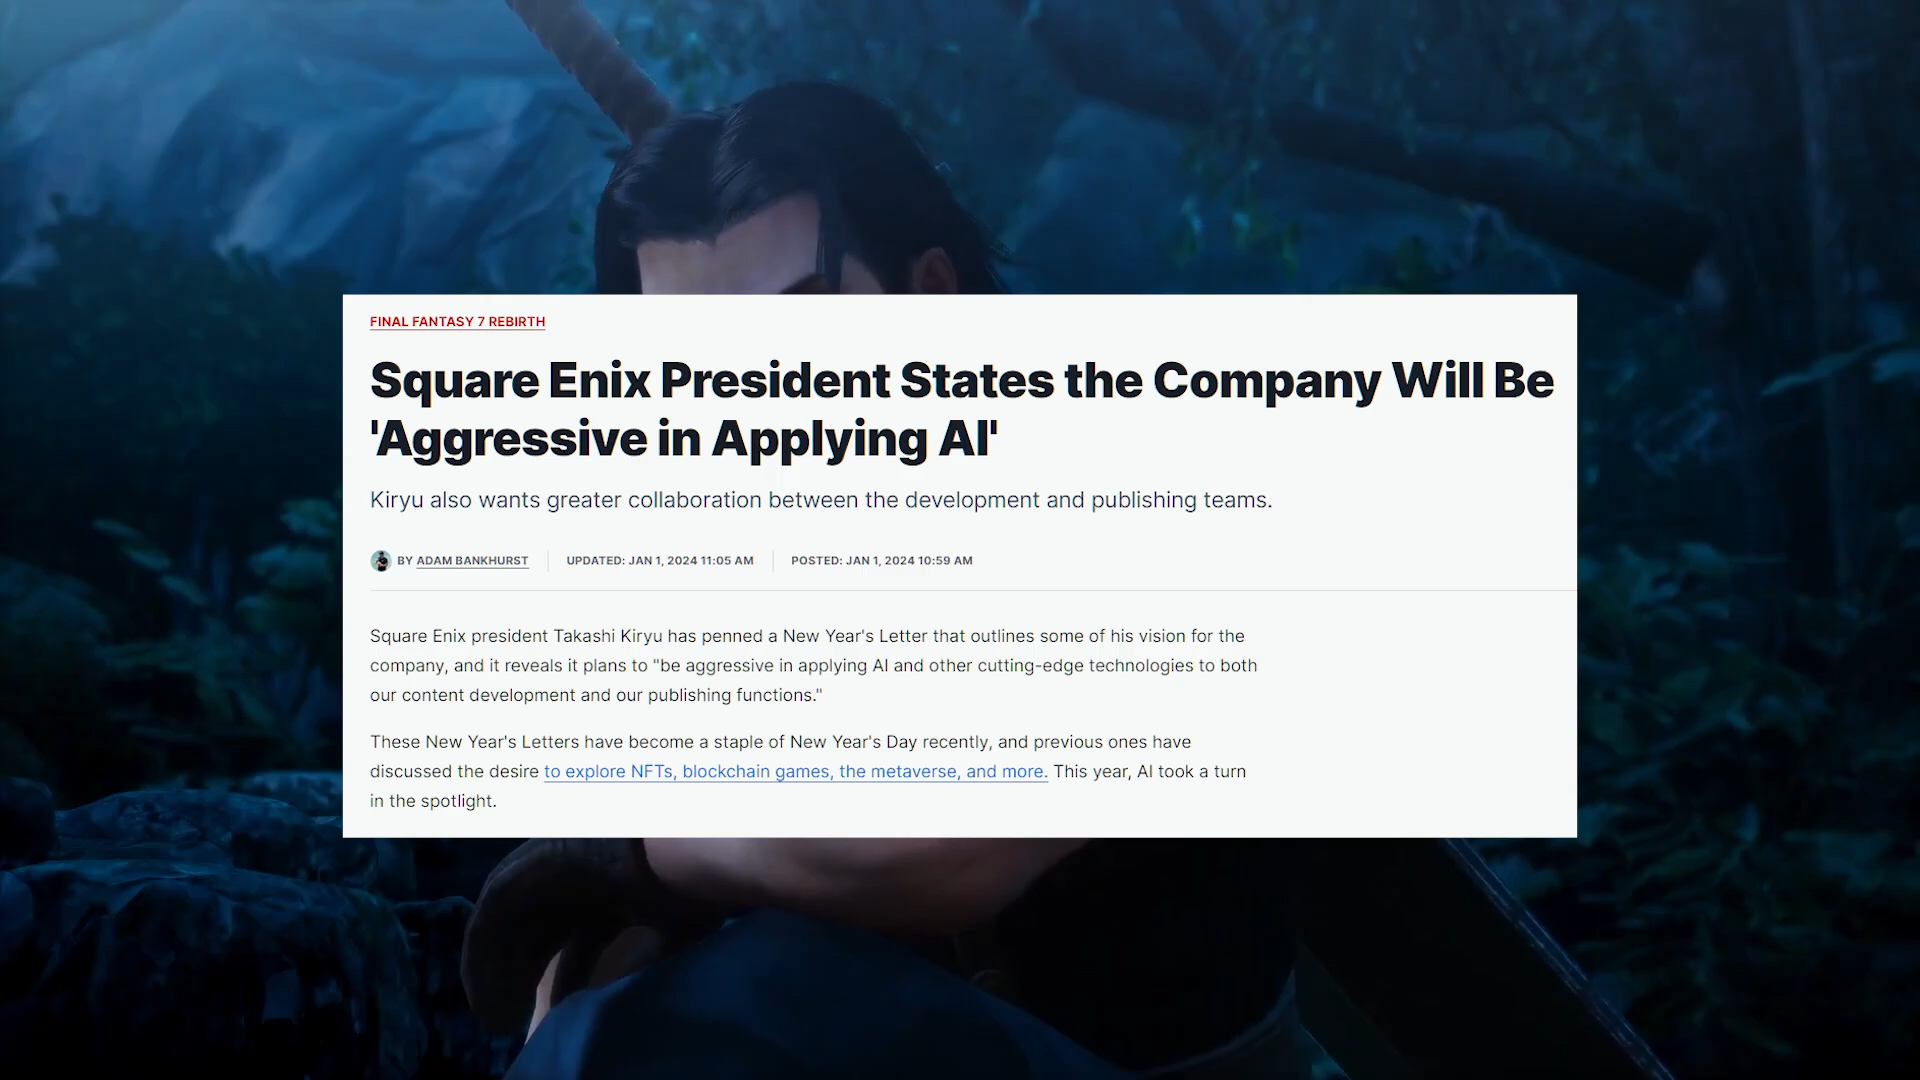 FINAL FANTASY 7 REBIRTH
Square Enix President States the Company Will Be
'Aggressive in Applying AI'
Kiryu also wants greater collaboration between the development and publishing teams.
BY ADAM BANKHURST UPDATED: JAN 1, 2024 11:05 AM POSTED: JAN 1, 2024 10:59 AM
Square Enix president Takashi Kiryu has penned a New Year's Letter that outlines some of his vision for the
company, and it reveals it plans to "be aggressive in applying AI and other cutting-edge technologies to both
our content development and our publishing functions."
These New Year's Letters have become a staple of New Year's Day recently, and previous ones have
discussed the desire to explore NFTs, blockchain games, the metaverse, and more. This year, AI took a turn
in the spotlight.